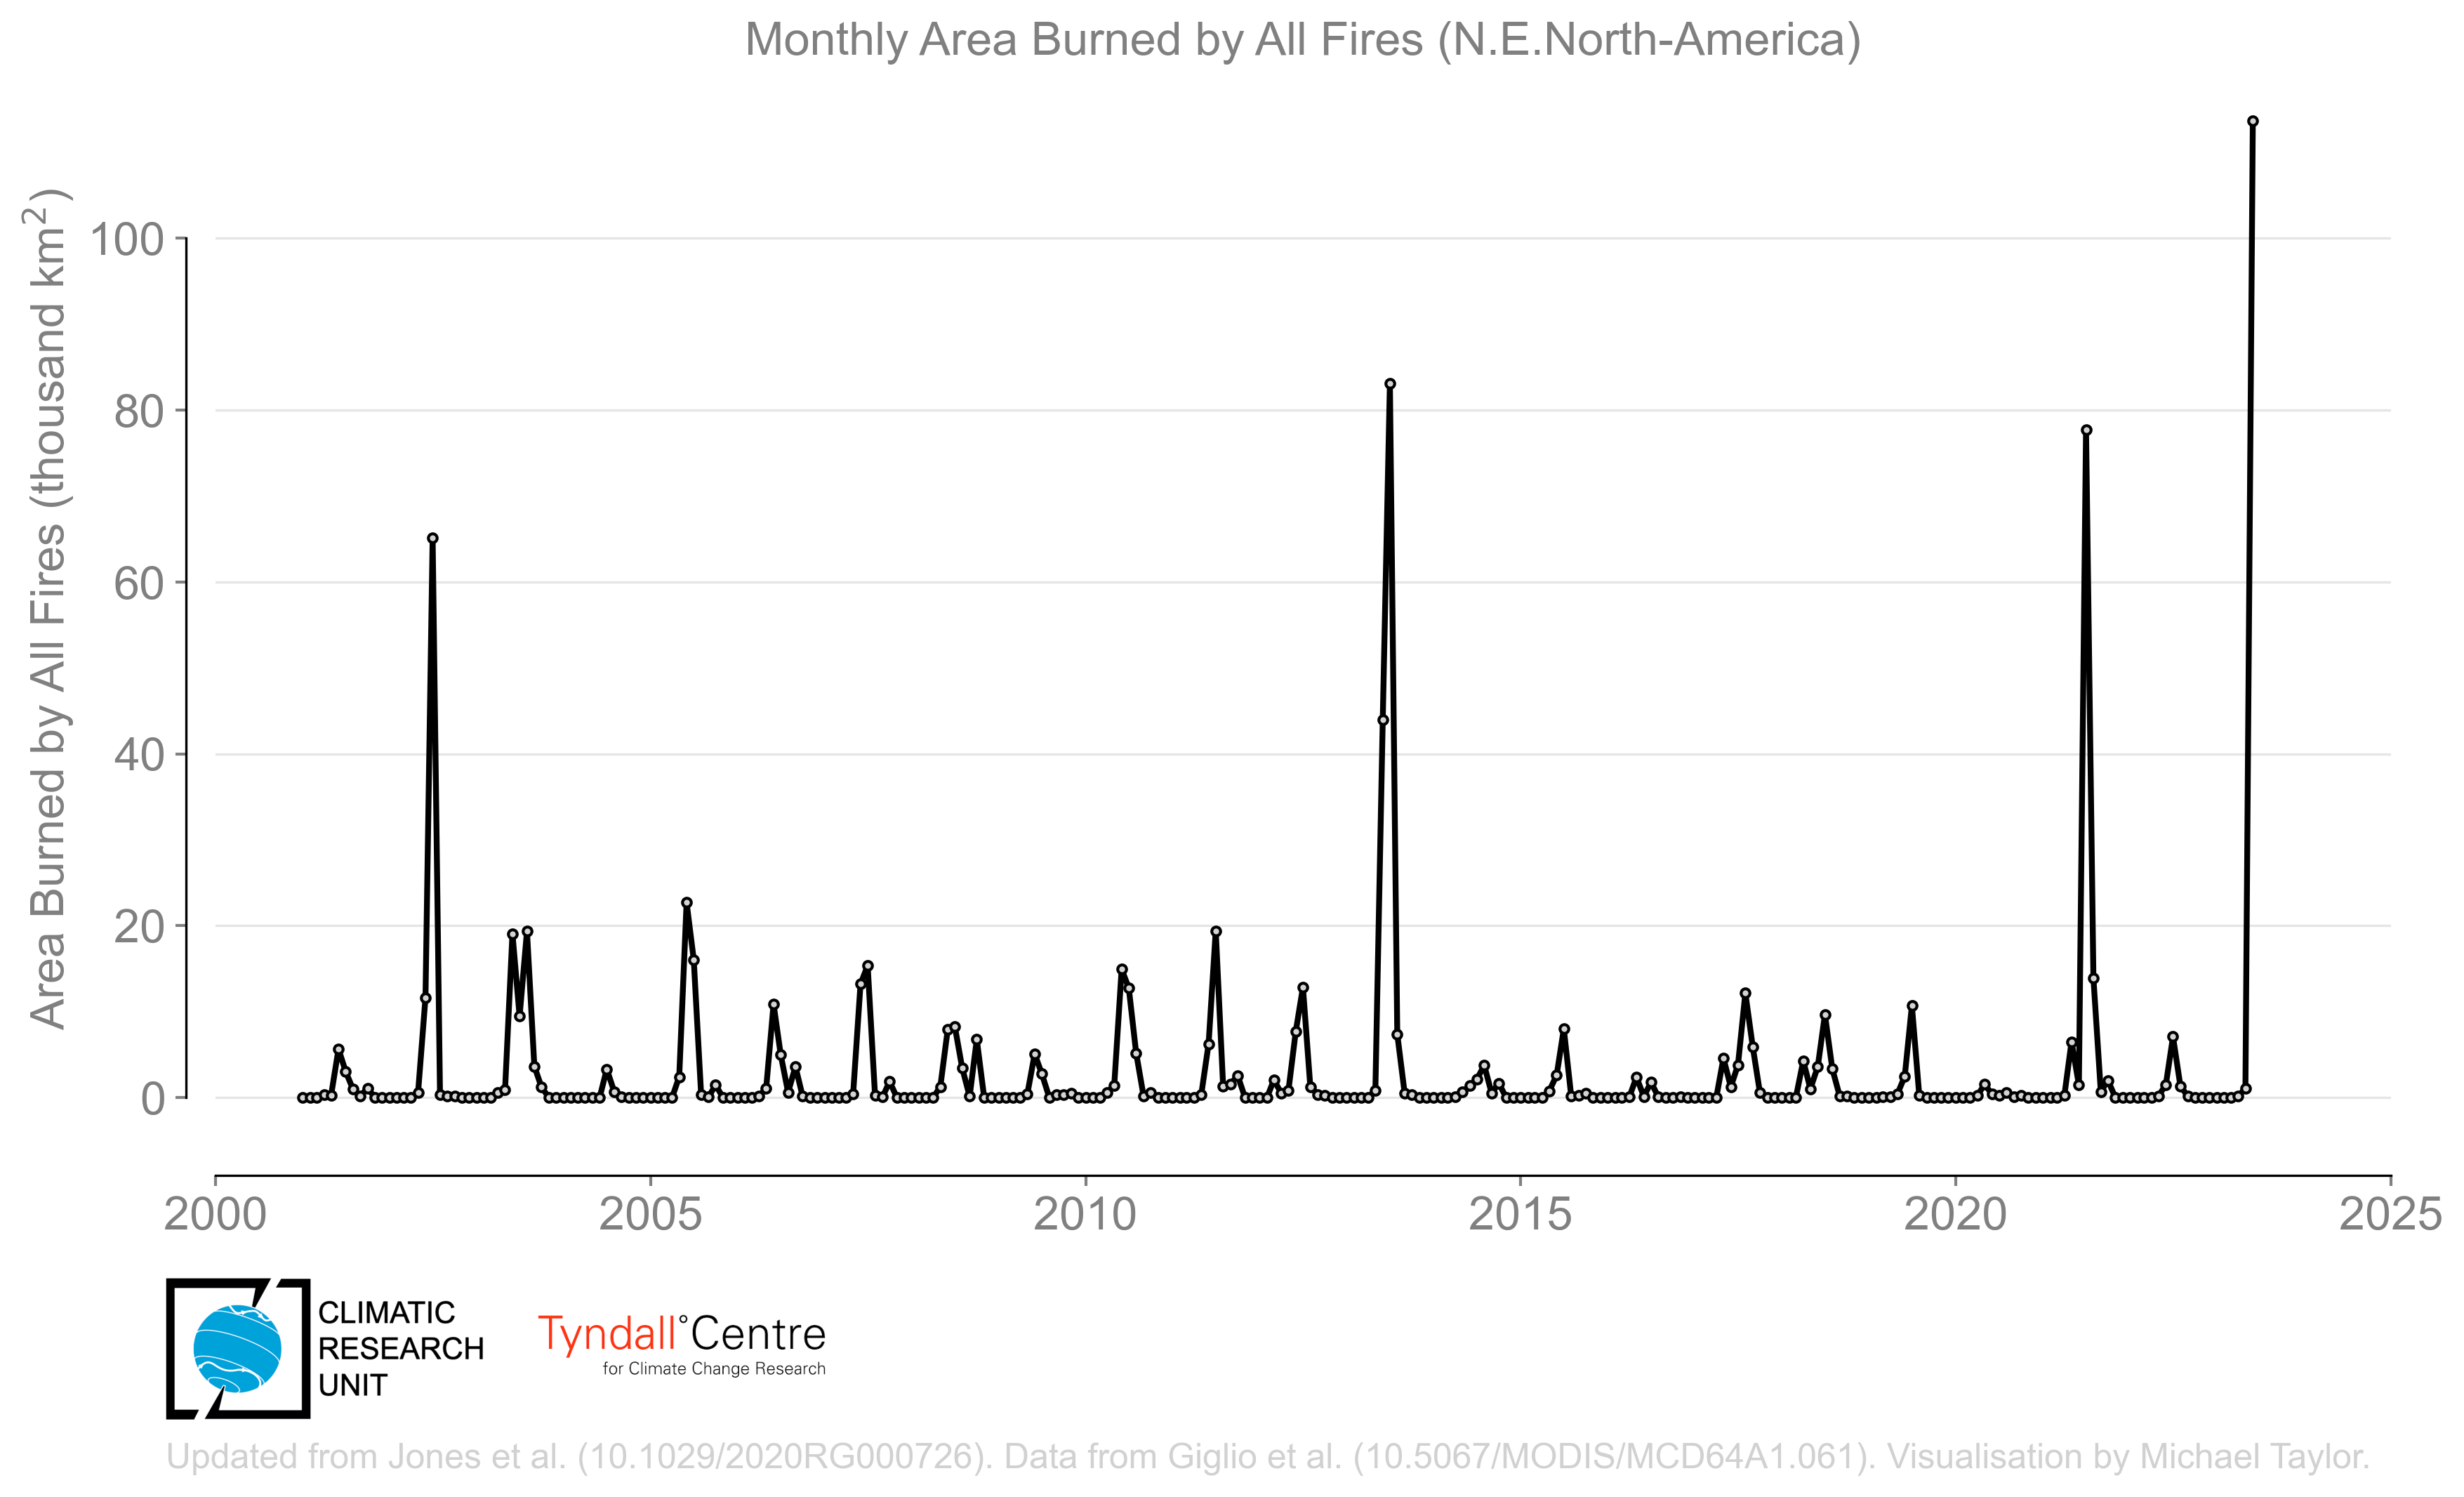 Monthly Area Burned by All Fires (N.E.North-America)
Area Burned by All Fires (thousand km²)
100
80
60
40
20
0
2000 2005 2010 2015 2020 2025
CLIMATIC
RESEARCH
UNIT
Tyndall°Centre
for Climate Change Research
Updated from Jones et al. (10.1029/2020RG000726). Data from Giglio et al. (10.5067/MODIS/MCD64A1.061). Visualisation by Michael Taylor.